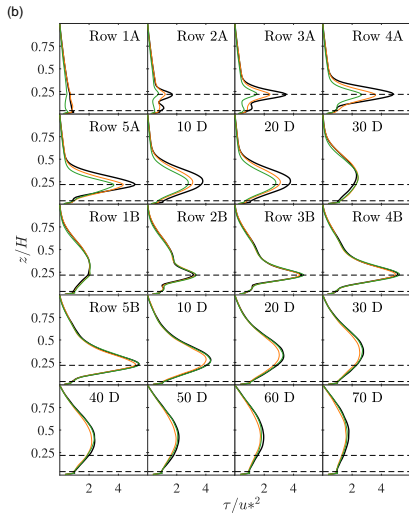 (b)
Row 1A Row 2A Row 3A Row 4A
0.75
0.5
0.25
Row 5A 10 D 20 D 30 D
0.75
0.5
0.25
Row 1B Row 2B Row 3B Row 4B
0.75
0.5
0.25
z/H
Row 5B 10 D 20 D 30 D
0.75
0.5
0.25
40 D 50 D 60 D 70 D
0.75
0.5
0.25
2 4 2 4 2 4 2 4
τ/u*²